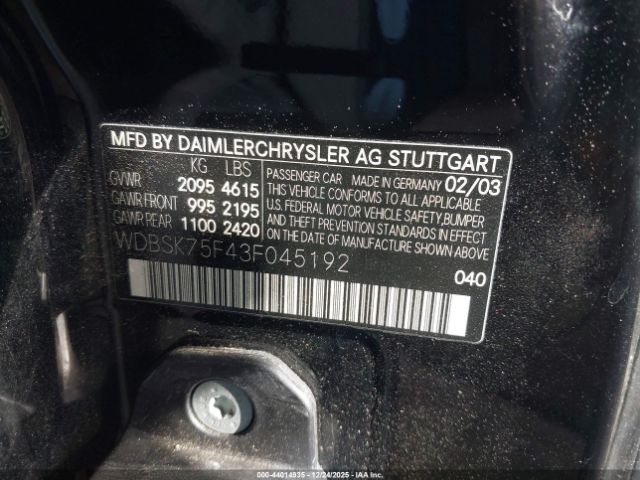 MFD BY DAIMLERCHRYSLER AG STUTTGART
KG LBS
GVWR 2095 4615
GAWR FRONT 995 2195
GAWR REAR 1100 2420
PASSENGER CAR MADE IN GERMANY 02/03
THIS VEHICLE CONFORMS TO ALL APPLICABLE
U.S. FEDERAL MOTOR VEHICLE SAFETY, BUMPER
AND THEFT PREVENTION STANDARDS IN EFFECT
ON THE DATE OF MANUFACTURE SHOWN ABOVE
WDBSK75F43F045192
040
000-44014935 - 12/24/2025 - IAAI.COM